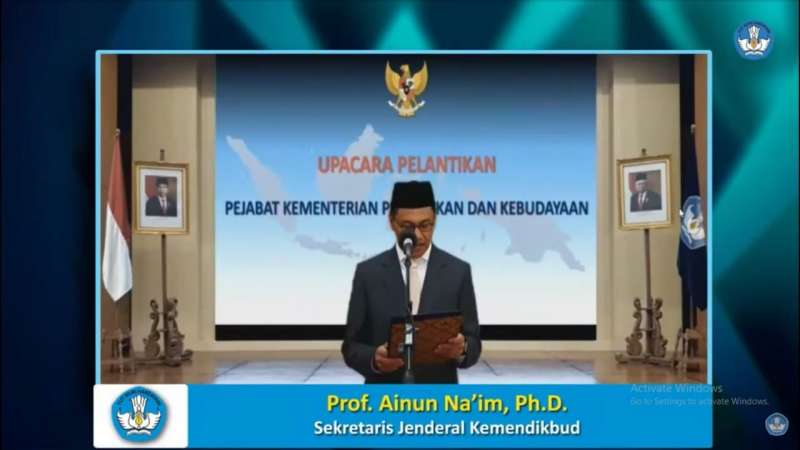 UPACARA PELANTIKAN
PEJABAT KEMENTERIAN P KAN DAN KEBUDAYAAN
Activate Windows
Go to Settings to activate Windows.
Prof. Ainun Na'im, Ph.D.
Sekretaris Jenderal Kemendikbud